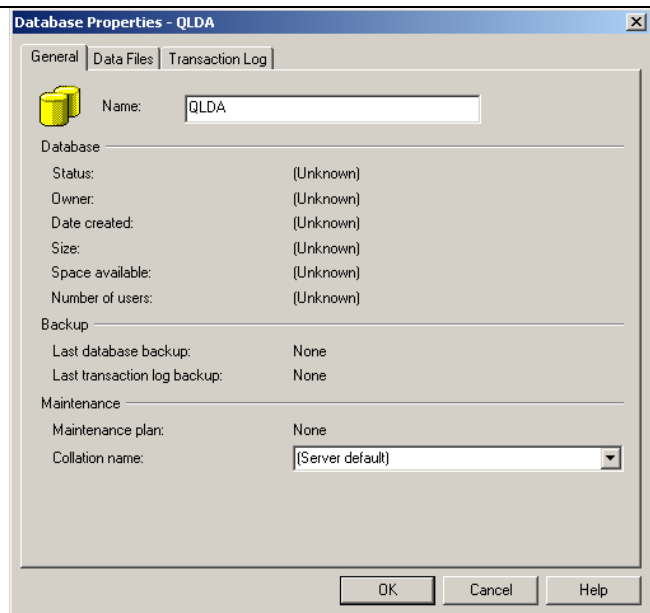 Database Properties - QLDA
General Data Files Transaction Log
Name: QLDA
Database
Status: (Unknown)
Owner: (Unknown)
Date created: (Unknown)
Size: (Unknown)
Space available: (Unknown)
Number of users: (Unknown)
Backup
Last database backup: None
Last transaction log backup: None
Maintenance
Maintenance plan: None
Collation name: (Server default)
OK Cancel Help